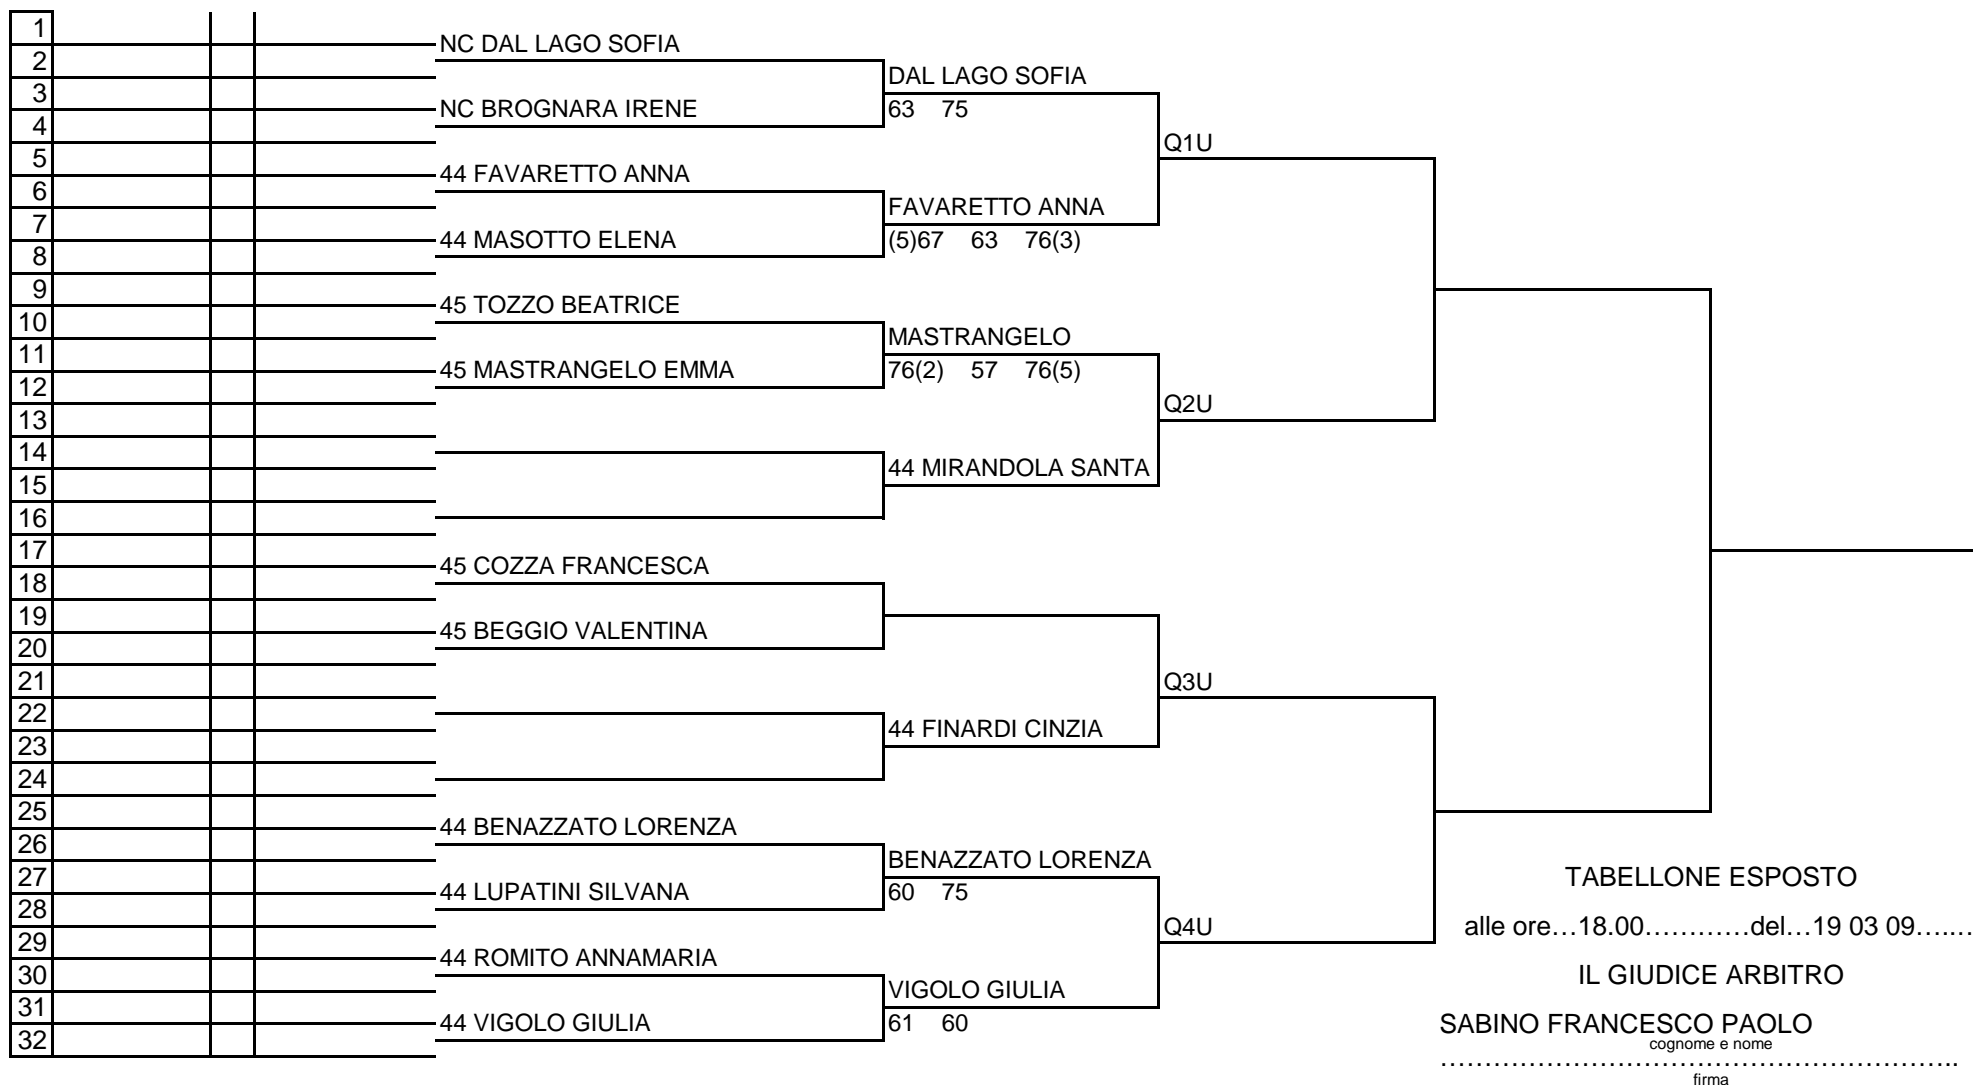 1
NC DAL LAGO SOFIA
2
DAL LAGO SOFIA
3
NC BROGNARA IRENE
63 75
4
Q1U
5
44 FAVARETTO ANNA
6
FAVARETTO ANNA
7
44 MASOTTO ELENA
(5)67 63 76(3)
8
9
45 TOZZO BEATRICE
10
MASTRANGELO
11
45 MASTRANGELO EMMA
76(2) 57 76(5)
12
Q2U
13
14
44 MIRANDOLA SANTA
15
16
17
45 COZZA FRANCESCA
18
19
45 BEGGIO VALENTINA
20
21
Q3U
22
44 FINARDI CINZIA
23
24
25
44 BENAZZATO LORENZA
26
BENAZZATO LORENZA
27
TABELLONE ESPOSTO
44 LUPATINI SILVANA
60 75
28
Q4U
alle ore…18.00…………del…19 03 09…….…
29
44 ROMITO ANNAMARIA
30
IL GIUDICE ARBITRO
VIGOLO GIULIA
31
44 VIGOLO GIULIA
61 60
SABINO FRANCESCO PAOLO
32
cognome e nome
…………………………………………………..
firma